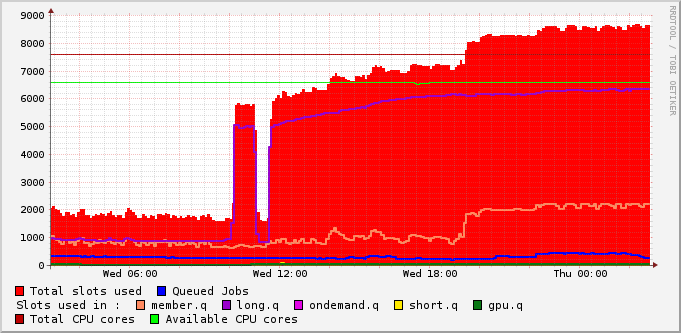 RRDTOOL / TOBI OETIKER
9000
8000
7000
6000
5000
4000
3000
2000
1000
0
Wed 06:00 Wed 12:00 Wed 18:00 Thu 00:00
Total slots used Queued Jobs
Slots used in : member.q long.q ondemand.q short.q gpu.q
Total CPU cores Available CPU cores